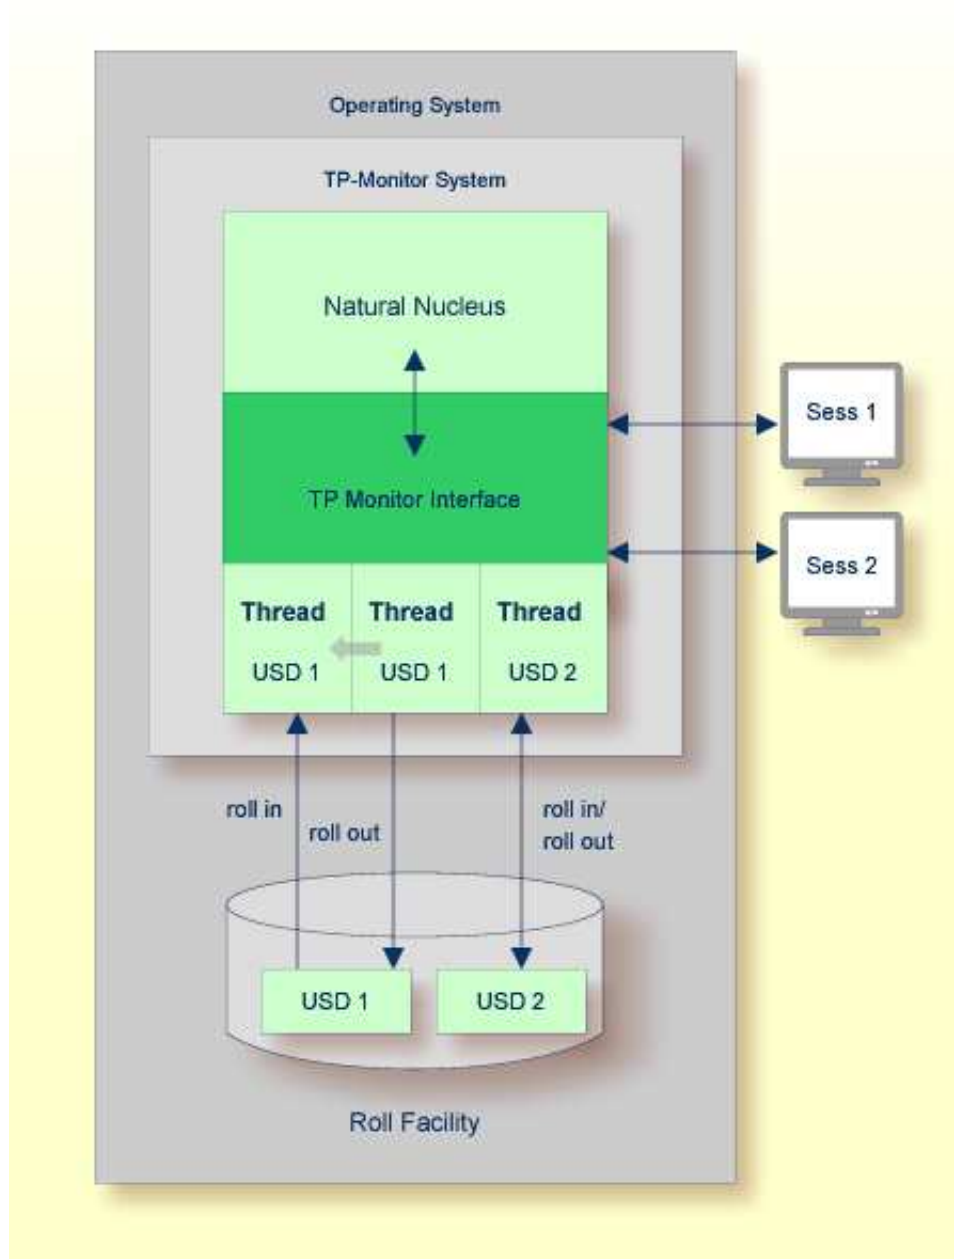 Operating System
TP-Monitor System
Natural Nucleus
Sess 1
TP Monitor Interface
Sess 2
Thread Thread Thread
USD 1 USD 1 USD 2
roll in
roll out
roll in/
roll out
USD 1 USD 2
Roll Facility